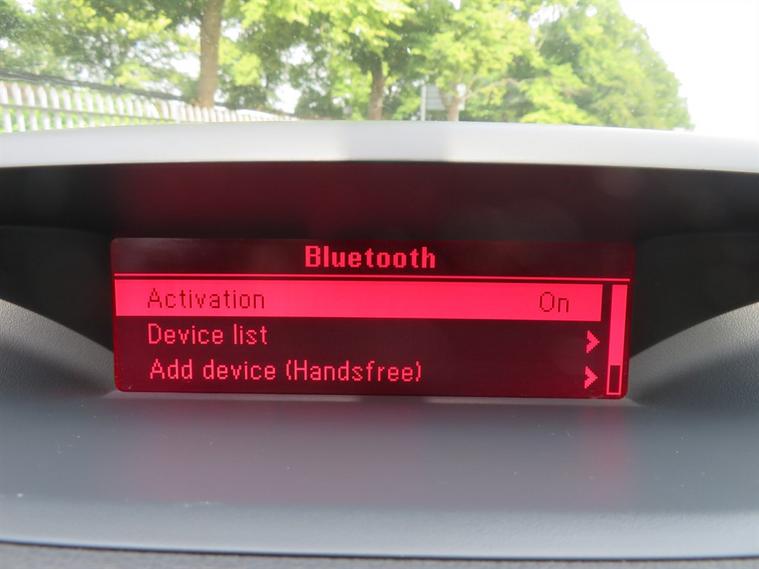 Bluetooth
Activation On
Device list
Add device (Handsfree)